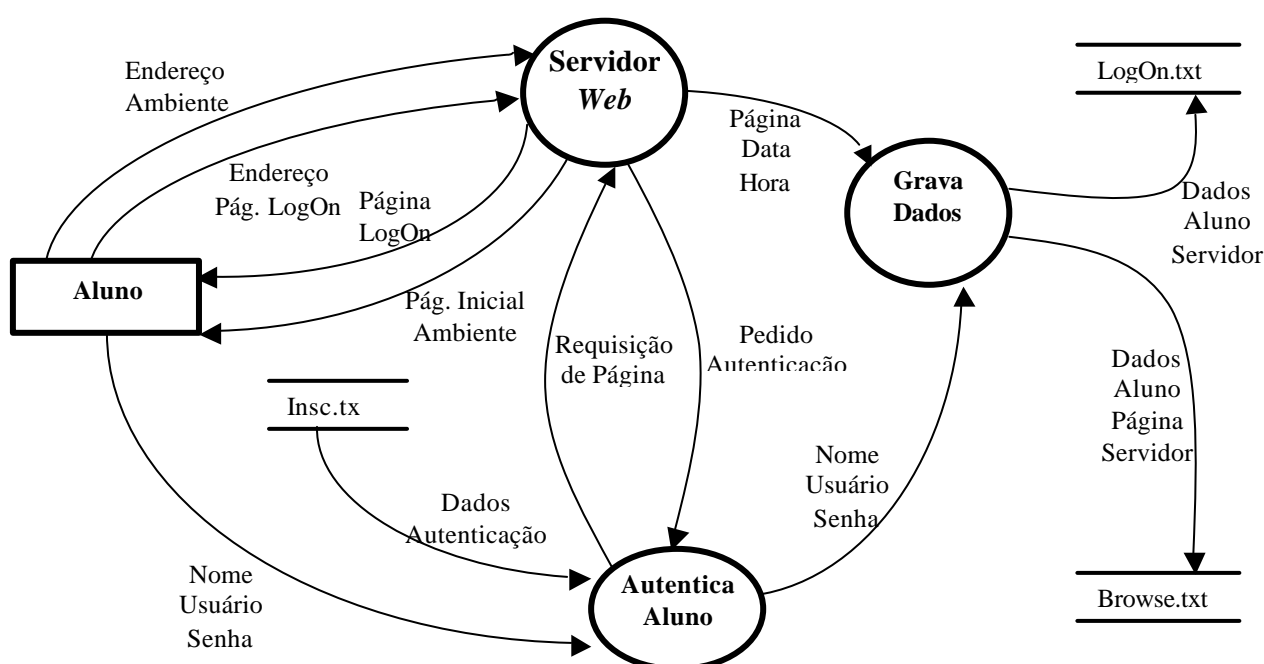 Servidor
Web
LogOn.txt
Endereço
Ambiente
Página
Data
Hora
Endereço
Pág. LogOn
Página
LogOn
Grava
Dados
Dados
Aluno
Servidor
Aluno
Pág. Inicial
Ambiente
Requisição
de Página
Pedido
Autenticação
Dados
Aluno
Página
Servidor
Insc.tx
Nome
Usuário
Senha
Dados
Autenticação
Nome
Usuário
Senha
Autentica
Aluno
Browse.txt